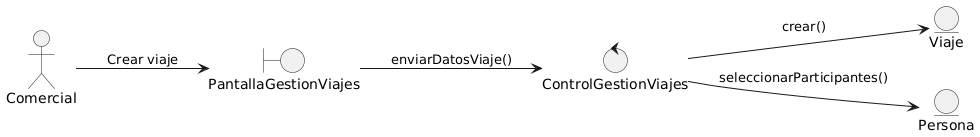 crear()
Viaje
Crear viaje
enviarDatosViaje()
Comercial
PantallaGestionViajes
ControlGestionViajes
seleccionarParticipantes()
Persona